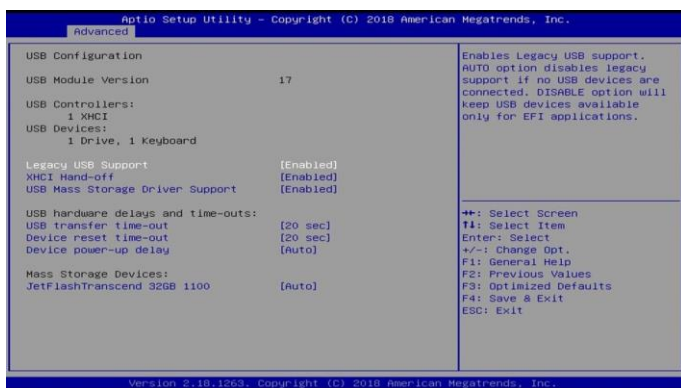 Aptio Setup Utility – Copyright (C) 2018 American Megatrends, Inc.
Advanced
USB Configuration
USB Module Version 17
USB Controllers:
1 XHCI
USB Devices:
1 Drive, 1 Keyboard
Legacy USB Support [Enabled]
XHCI Hand-off [Enabled]
USB Mass Storage Driver Support [Enabled]
USB hardware delays and time-outs:
USB transfer time-out [20 sec]
Device reset time-out [20 sec]
Device power-up delay [Auto]
Mass Storage Devices:
JetFlashTranscend 32GB 1100 [Auto]
Enables Legacy USB support.
AUTO option disables legacy
support if no USB devices are
connected. DISABLE option will
keep USB devices available
only for EFI applications.
→←: Select Screen
↑↓: Select Item
Enter: Select
+/-: Change Opt.
F1: General Help
F2: Previous Values
F3: Optimized Defaults
F4: Save & Exit
ESC: Exit
Version 2.18.1263. Copyright (C) 2018 American Megatrends, Inc.